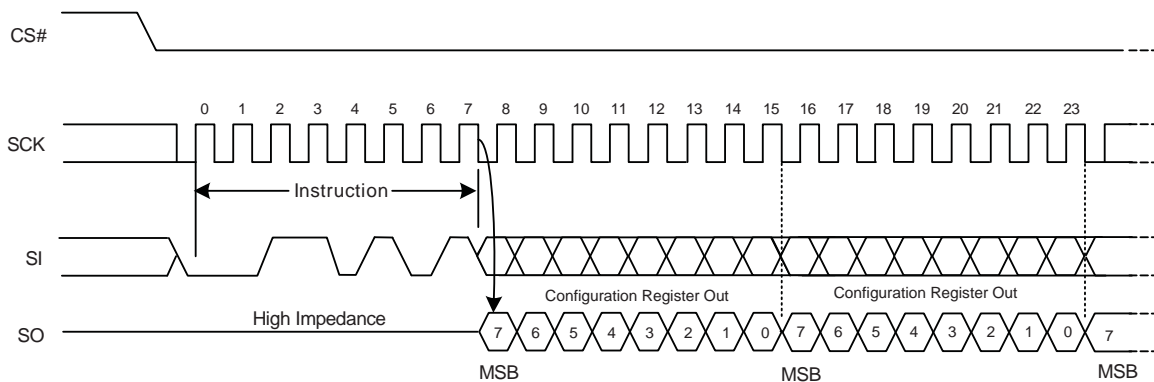 CS#
0 1 2 3 4 5 6 7 8 9 10 11 12 13 14 15 16 17 18 19 20 21 22 23
SCK
Instruction
SI
Configuration Register Out Configuration Register Out
High Impedance
SO 7 6 5 4 3 2 1 0 7 6 5 4 3 2 1 0 7
MSB MSB MSB